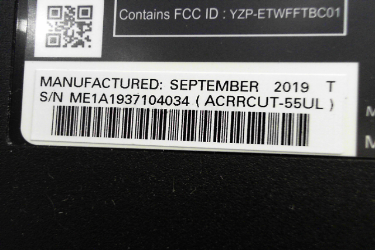 Contains FCC ID : YZP-ETWFFTBC01
MANUFACTURED: SEPTEMBER 2019 T
S/N ME1A1937104034 ( ACRRCUT-55UL )